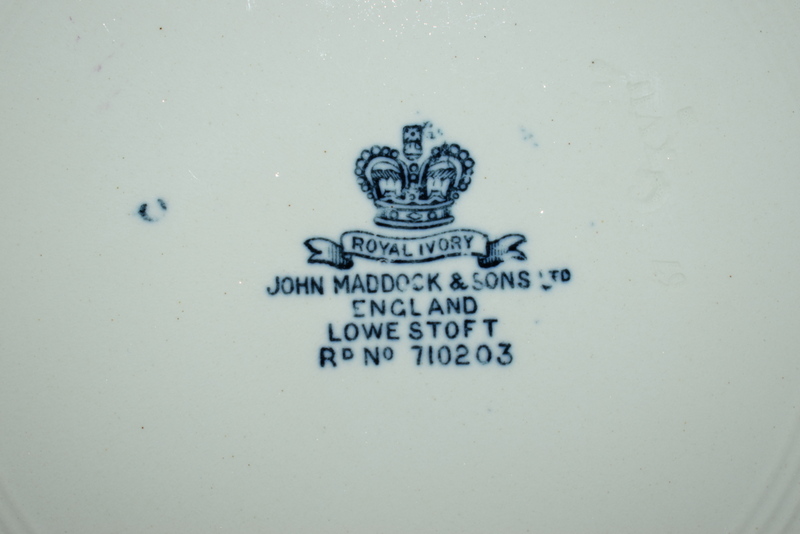 ROYAL IVORY
JOHN MADDOCK & SONS LTD
ENGLAND
LOWESTOFT
RD NO 710203